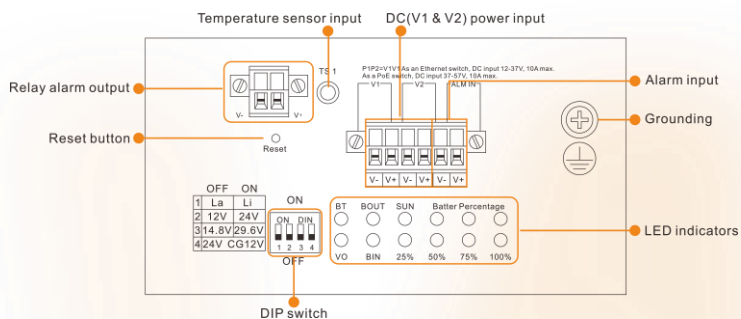 Temperature sensor input
DC(V1 & V2) power input
Relay alarm output
TS 1
P1P2=V1V1 As an Ethernet switch, DC input 12-37V, 10A max.
As a PoE switch, DC input 37-57V, 10A max.
V1 V2 ALM IN
Alarm input
V- V+
Grounding
Reset button
Reset
V- V+ V- V+ V- V+
OFF ON
1 La Li
2 12V 24V
3 14.8V 29.6V
4 24V CG12V
ON
ON DIN
1 2 3 4
OFF
DIP switch
BT BOUT SUN Batter Percentage
VO BIN 25% 50% 75% 100%
LED indicators